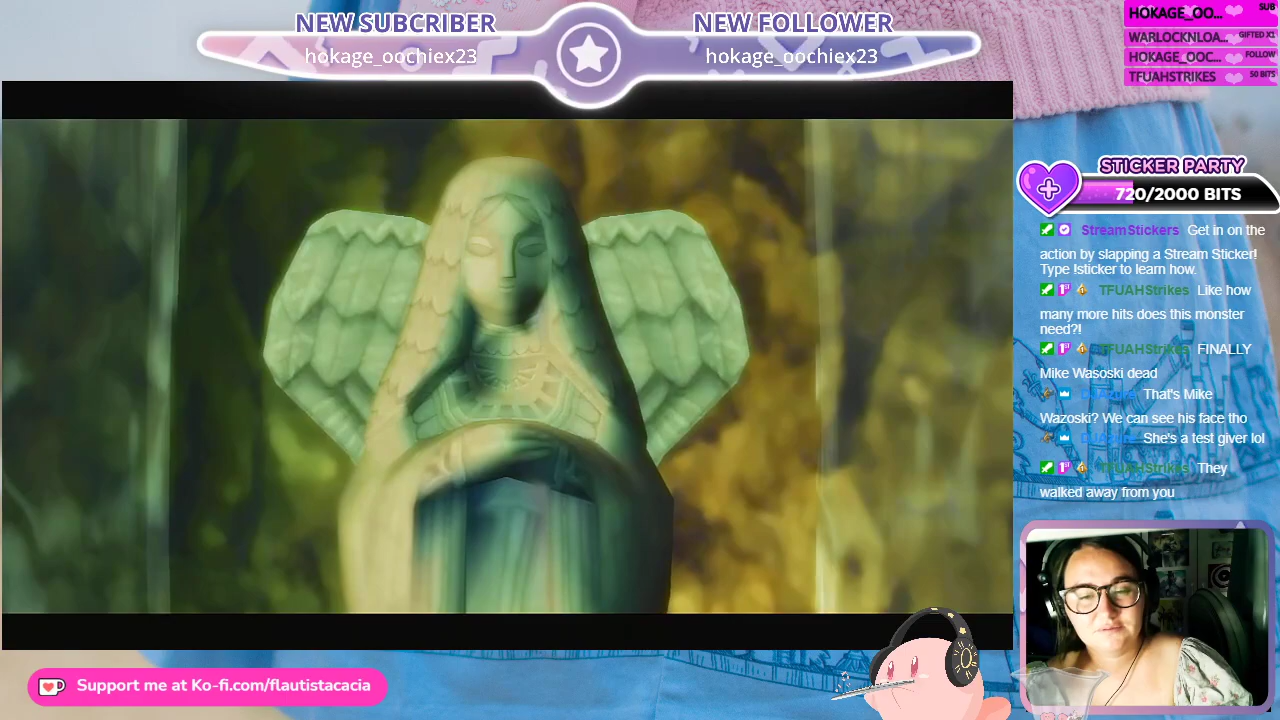 NEW SUBCRIBER
hokage_oochiex23
NEW FOLLOWER
hokage_oochiex23
HOKAGE_OO... SUB
WARLOCKNLOA... GIFTED X1
HOKAGE_OOC... FOLLOW
TFUAHSTRIKES 50 BITS
STICKER PARTY
720/2000 BITS
StreamStickers Get in on the
action by slapping a Stream Sticker!
Type !sticker to learn how.
TFUAHStrikes Like how
many more hits does this monster
need?!
TFUAHStrikes FINALLY
Mike Wasoski dead
That's Mike
Wazoski? We can see his face tho
She's a test giver lol
TFUAHStrikes They
walked away from you
Support me at Ko-fi.com/flautistacacia